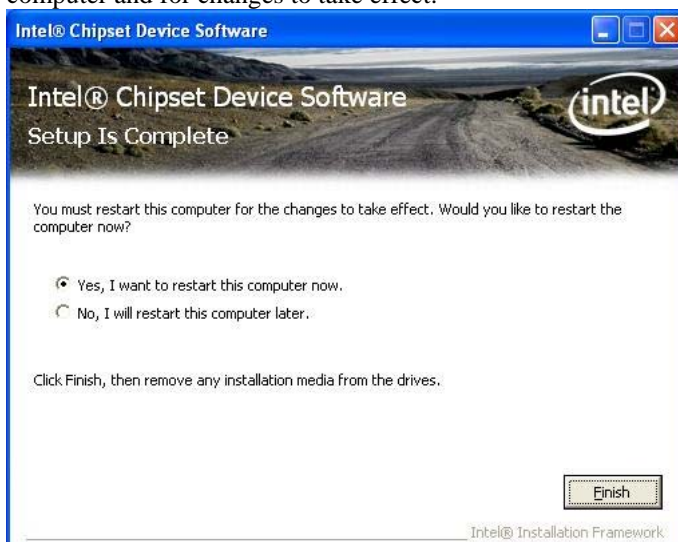 computer and for changes to take effect.
Intel® Chipset Device Software
Intel® Chipset Device Software
intel
Setup Is Complete
You must restart this computer for the changes to take effect. Would you like to restart the
computer now?
Yes, I want to restart this computer now.
No, I will restart this computer later.
Click Finish, then remove any installation media from the drives.
Finish
Intel® Installation Framework